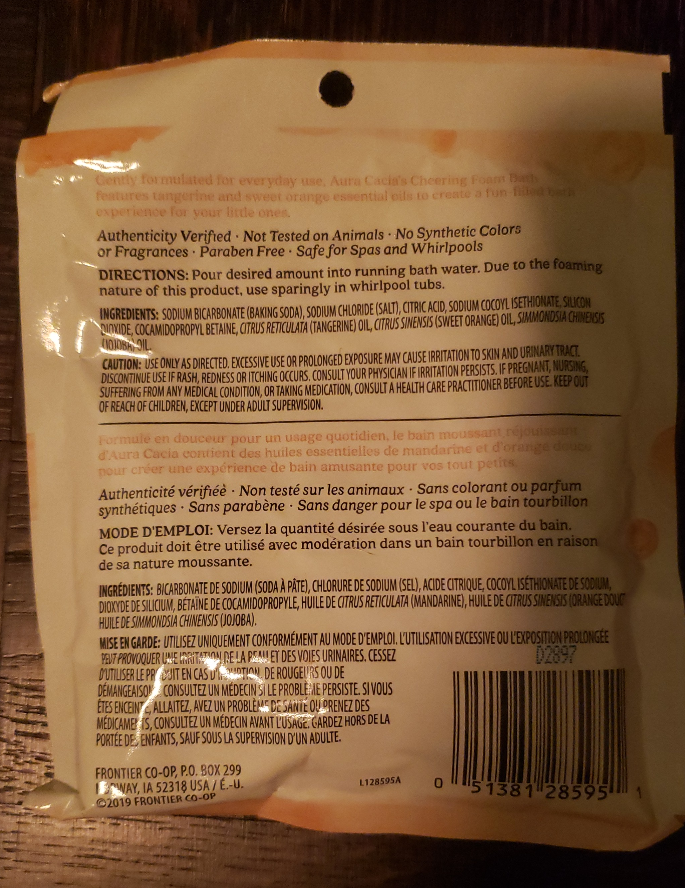 Gently formulated for everyday use, Aura Cacia's Cheering Foam Bath
features tangerine and sweet orange essential oils to create a fun-filled bath
experience for your little ones.
Authenticity Verified · Not Tested on Animals · No Synthetic Colors
or Fragrances · Paraben Free · Safe for Spas and Whirlpools
DIRECTIONS: Pour desired amount into running bath water. Due to the foaming
nature of this product, use sparingly in whirlpool tubs.
INGREDIENTS: SODIUM BICARBONATE (BAKING SODA), SODIUM CHLORIDE (SALT), CITRIC ACID, SODIUM COCOYL ISETHIONATE, SILICON
DIOXIDE, COCAMIDOPROPYL BETAINE, CITRUS RETICULATA (TANGERINE) OIL, CITRUS SINENSIS (SWEET ORANGE) OIL, SIMMONDSIA CHINENSIS
(JOJOBA) OIL.
CAUTION: USE ONLY AS DIRECTED. EXCESSIVE USE OR PROLONGED EXPOSURE MAY CAUSE IRRITATION TO SKIN AND URINARY TRACT.
DISCONTINUE USE IF RASH, REDNESS OR ITCHING OCCURS. CONSULT YOUR PHYSICIAN IF IRRITATION PERSISTS. IF PREGNANT, NURSING,
SUFFERING FROM ANY MEDICAL CONDITION, OR TAKING MEDICATION, CONSULT A HEALTH CARE PRACTITIONER BEFORE USE. KEEP OUT
OF REACH OF CHILDREN, EXCEPT UNDER ADULT SUPERVISION.
Formulé en douceur pour un usage quotidien, le bain moussant réjouissant
d'Aura Cacia contient des huiles essentielles de mandarine et d'orange douce
pour créer une expérience de bain amusante pour vos tout petits.
Authenticité vérifiée · Non testé sur les animaux · Sans colorant ou parfum
synthétiques · Sans parabène · Sans danger pour le spa ou le bain tourbillon
MODE D'EMPLOI: Versez la quantité désirée sous l'eau courante du bain.
Ce produit doit être utilisé avec modération dans un bain tourbillon en raison
de sa nature moussante.
INGRÉDIENTS: BICARBONATE DE SODIUM (SODA À PÂTE), CHLORURE DE SODIUM (SEL), ACIDE CITRIQUE, COCOYL ISÉTHIONATE DE SODIUM,
DIOXYDE DE SILICIUM, BÉTAÏNE DE COCAMIDOPROPYLE, HUILE DE CITRUS RETICULATA (MANDARINE), HUILE DE CITRUS SINENSIS (ORANGE DOUCE
HUILE DE SIMMONDSIA CHINENSIS (JOJOBA).
MISE EN GARDE: UTILISEZ UNIQUEMENT CONFORMÉMENT AU MODE D'EMPLOI. L'UTILISATION EXCESSIVE OU L'EXPOSITION PROLONGÉE
PEUT PROVOQUER UNE IRRITATION DE LA PEAU ET DES VOIES URINAIRES. CESSEZ
D'UTILISER LE PRODUIT EN CAS D'IRRUPTION, DE ROUGEURS OU DE
DÉMANGEAISON. CONSULTEZ UN MÉDECIN SI LE PROBLÈME PERSISTE. SI VOUS
ÊTES ENCEINTE, ALLAITEZ, AVEZ UN PROBLÈME DE SANTÉ OU PRENEZ DES
MÉDICAMENTS, CONSULTEZ UN MÉDECIN AVANT L'USAGE. GARDEZ HORS DE LA
PORTÉE DES ENFANTS, SAUF SOUS LA SUPERVISION D'UN ADULTE.
D2897
FRONTIER CO-OP, P.O. BOX 299
NORWAY, IA 52318 USA / É.-U.
©2019 FRONTIER CO-OP
L128595A
0 51381 28595 1